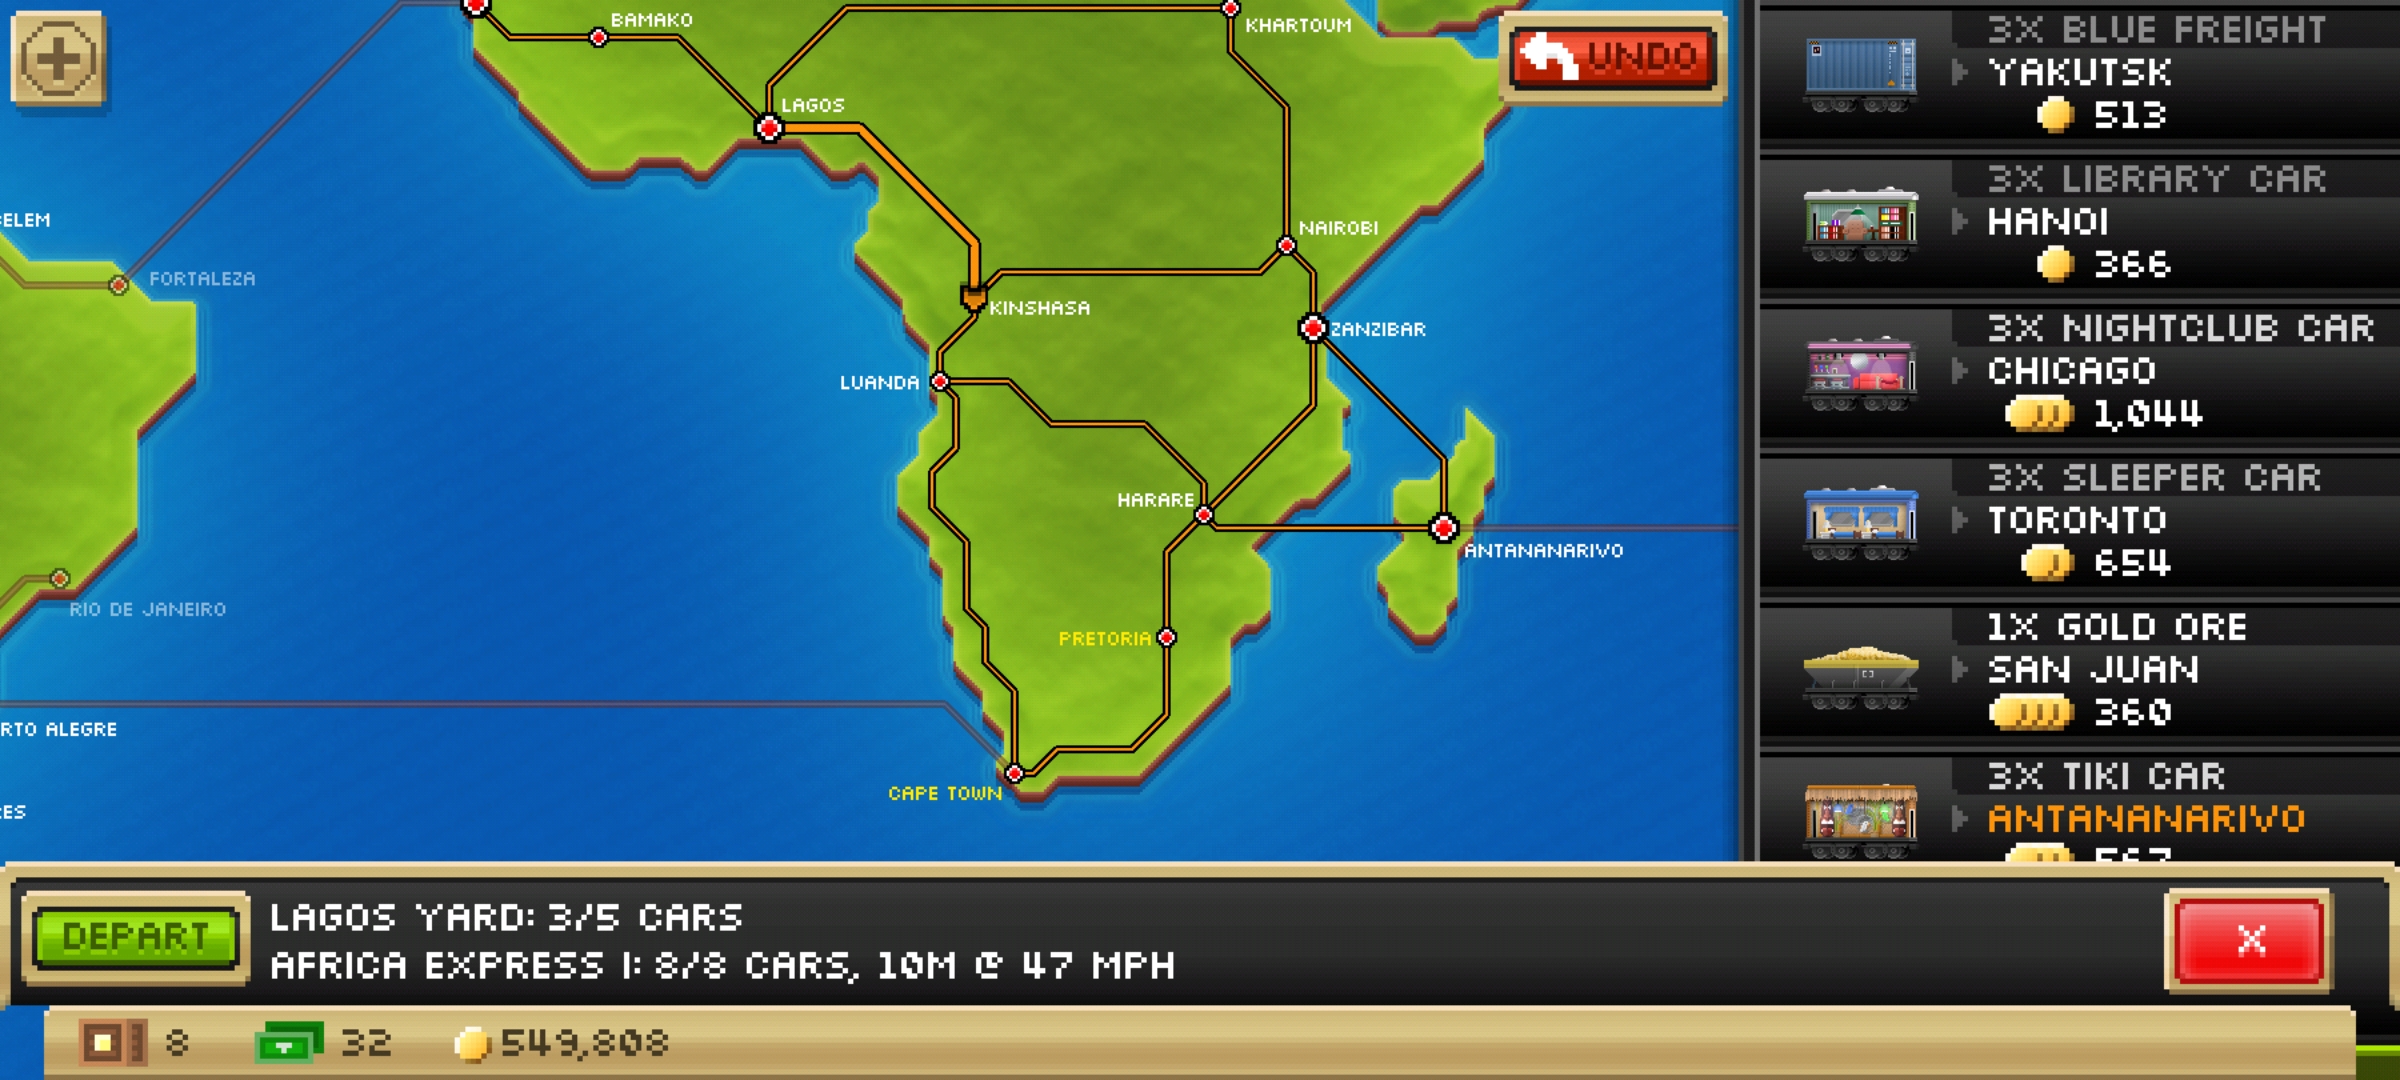 BAMAKO
KHARTOUM
UNDO
LAGOS
ELEM
FORTALEZA
NAIROBI
KINSHASA
ZANZIBAR
LUANDA
HARARE
ANTANANARIVO
RIO DE JANEIRO
PRETORIA
RTO ALEGRE
CAPE TOWN
ES
3X BLUE FREIGHT
YAKUTSK
513
3X LIBRARY CAR
HANOI
366
3X NIGHTCLUB CAR
CHICAGO
1,044
3X SLEEPER CAR
TORONTO
654
1X GOLD ORE
SAN JUAN
360
3X TIKI CAR
ANTANANARIVO
567
DEPART
LAGOS YARD: 3/5 CARS
AFRICA EXPRESS I: 8/8 CARS, 10M @ 47 MPH
X
8
32
549,808